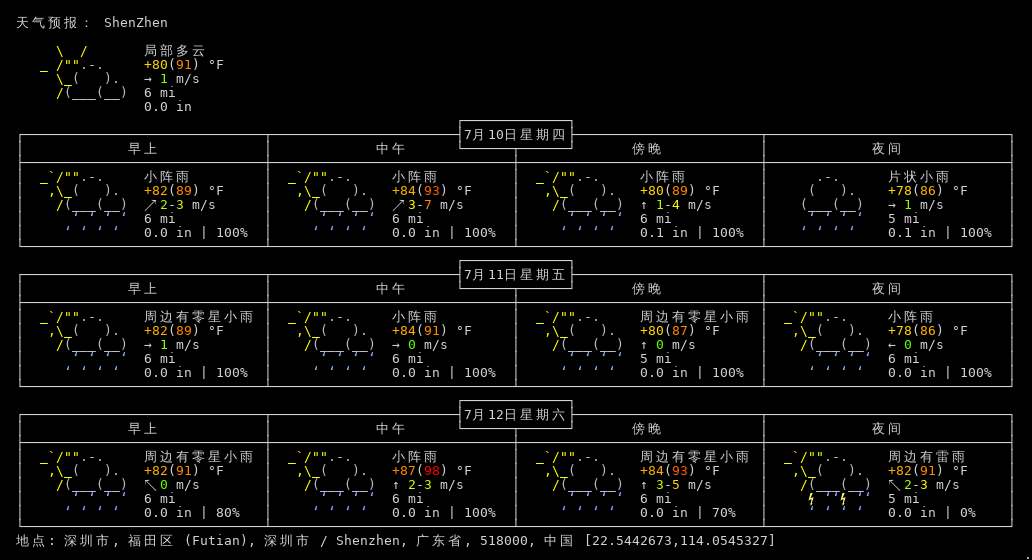 天气预报： ShenZhen
局部多云
+80(91) °F
→ 1 m/s
6 mi
0.0 in
7月10日星期四
早上 中午 傍晚 夜间
小阵雨 小阵雨 小阵雨 片状小雨
+82(89) °F +84(93) °F +80(89) °F +78(86) °F
↗ 2-3 m/s ↗ 3-7 m/s ↑ 1-4 m/s → 1 m/s
6 mi 6 mi 6 mi 5 mi
0.0 in | 100% 0.0 in | 100% 0.1 in | 100% 0.1 in | 100%
7月11日星期五
早上 中午 傍晚 夜间
周边有零星小雨 小阵雨 周边有零星小雨 小阵雨
+82(89) °F +84(91) °F +80(87) °F +78(86) °F
→ 1 m/s → 0 m/s ↑ 0 m/s ← 0 m/s
6 mi 6 mi 5 mi 6 mi
0.0 in | 100% 0.0 in | 100% 0.0 in | 100% 0.0 in | 100%
7月12日星期六
早上 中午 傍晚 夜间
周边有零星小雨 小阵雨 周边有零星小雨 周边有雷雨
+82(91) °F +87(98) °F +84(93) °F +82(91) °F
↖ 0 m/s ↑ 2-3 m/s ↑ 3-5 m/s ↖ 2-3 m/s
6 mi 6 mi 6 mi 5 mi
0.0 in | 80% 0.0 in | 100% 0.0 in | 70% 0.0 in | 0%
地点: 深圳市, 福田区 (Futian), 深圳市 / Shenzhen, 广东省, 518000, 中国 [22.5442673,114.0545327]